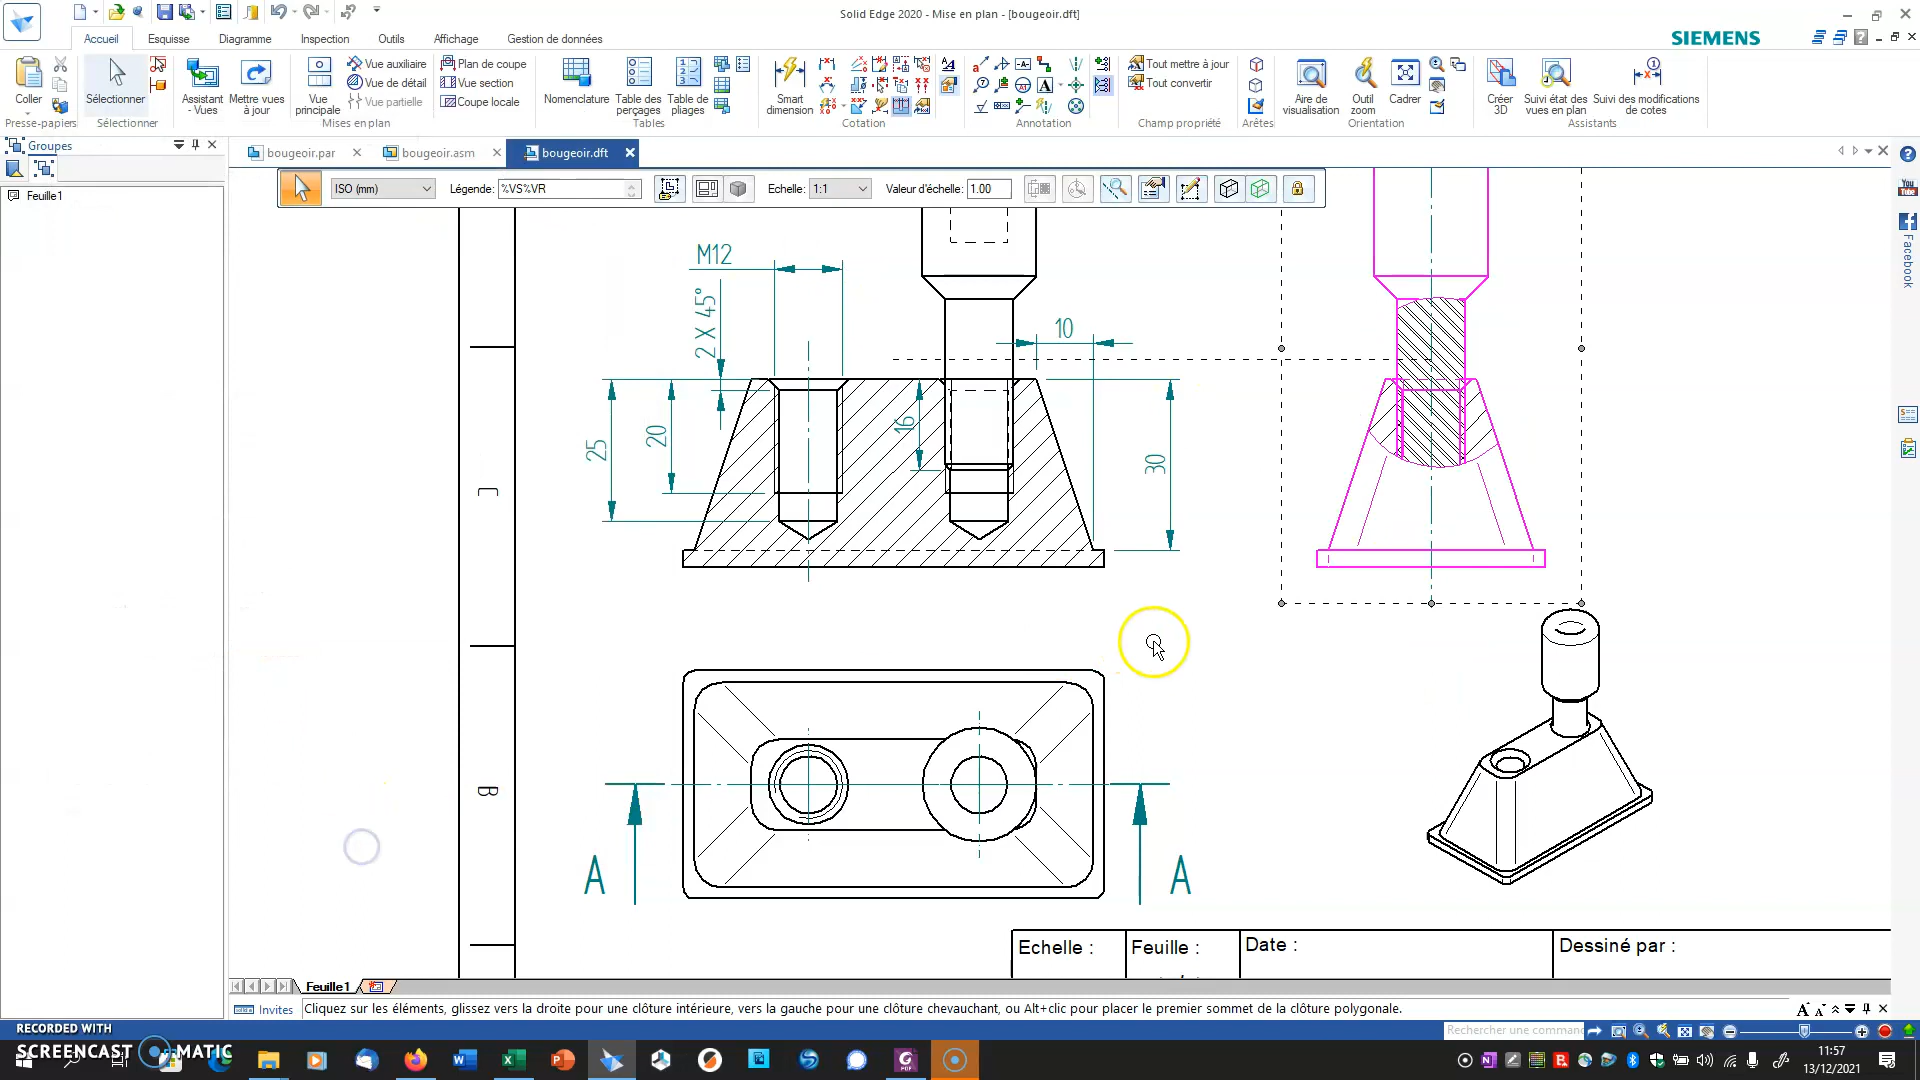 Solid Edge 2020 - Mise en plan - [bougeoir.dft]
Accueil Esquisse Diagramme Inspection Outils Affichage Gestion de données
SIEMENS
Coller
Presse-papiers
Sélectionner
Sélectionner
Assistant - Vues
Mettre vues à jour
Vue principale
Vue auxiliaire
Vue de détail
Vue partielle
Plan de coupe
Vue section
Coupe locale
Mises en plan
Nomenclature
Table des perçages
Table de pliages
Tables
Smart dimension
Cotation
Annotation
Tout mettre à jour
Tout convertir
Champ propriété
Arêtes
Aire de visualisation
Outil zoom
Cadrer
Orientation
Créer 3D
Suivi état des vues en plan
Suivi des modifications de cotes
Assistants
Groupes
bougeoir.par
bougeoir.asm
bougeoir.dft
Feuille1
ISO (mm)
Légende: %VS%VR
Echelle: 1:1
Valeur d'échelle: 1.00
You Tube
Facebook
M12
2 X 45°
10
25
20
16
30
C
B
A A
Echelle : Feuille : Date : Dessiné par :
Feuille1
Invites
Cliquez sur les éléments, glissez vers la droite pour une clôture intérieure, vers la gauche pour une clôture chevauchant, ou Alt+clic pour placer le premier sommet de la clôture polygonale.
Rechercher une commande
RECORDED WITH
SCREENCAST MATIC
11:57
13/12/2021